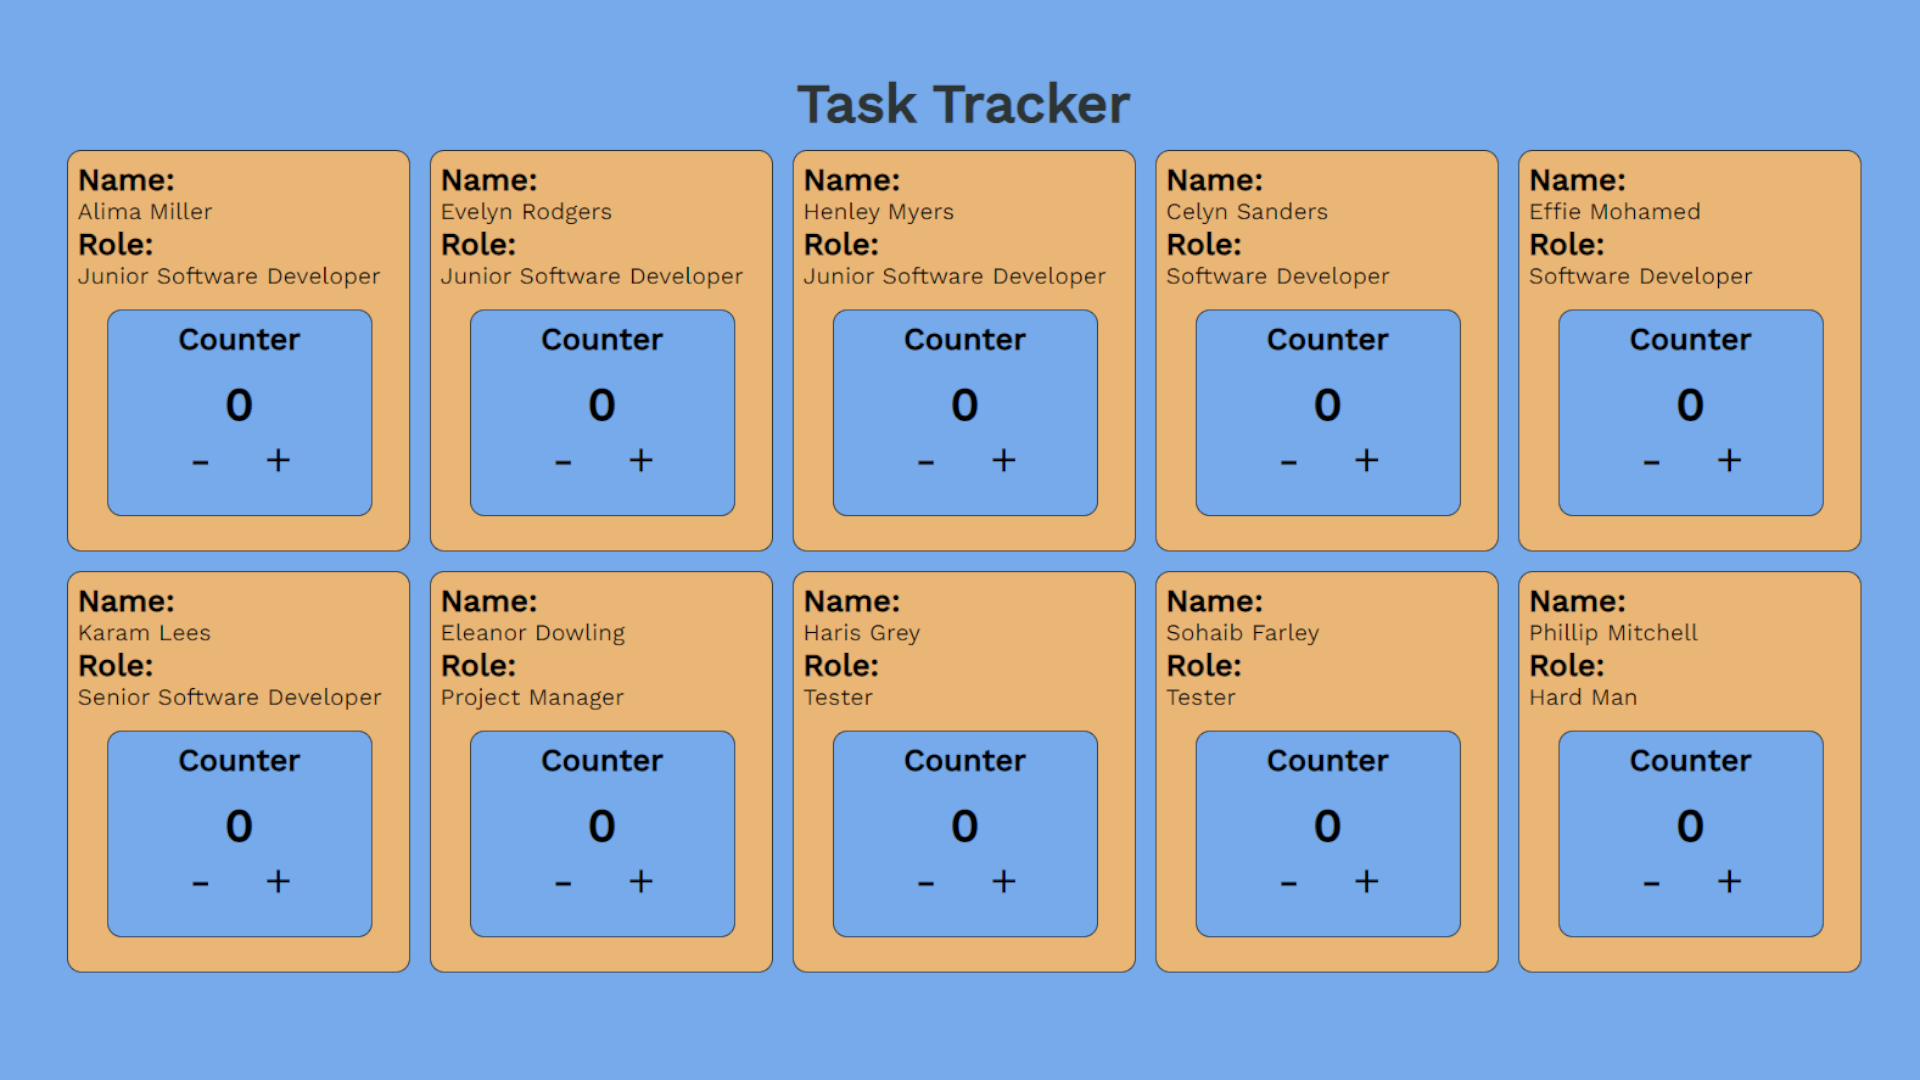 Task Tracker
Name:
Alima Miller
Role:
Junior Software Developer
Counter
0
- +
Name:
Evelyn Rodgers
Role:
Junior Software Developer
Counter
0
- +
Name:
Henley Myers
Role:
Junior Software Developer
Counter
0
- +
Name:
Celyn Sanders
Role:
Software Developer
Counter
0
- +
Name:
Effie Mohamed
Role:
Software Developer
Counter
0
- +
Name:
Karam Lees
Role:
Senior Software Developer
Counter
0
- +
Name:
Eleanor Dowling
Role:
Project Manager
Counter
0
- +
Name:
Haris Grey
Role:
Tester
Counter
0
- +
Name:
Sohaib Farley
Role:
Tester
Counter
0
- +
Name:
Phillip Mitchell
Role:
Hard Man
Counter
0
- +